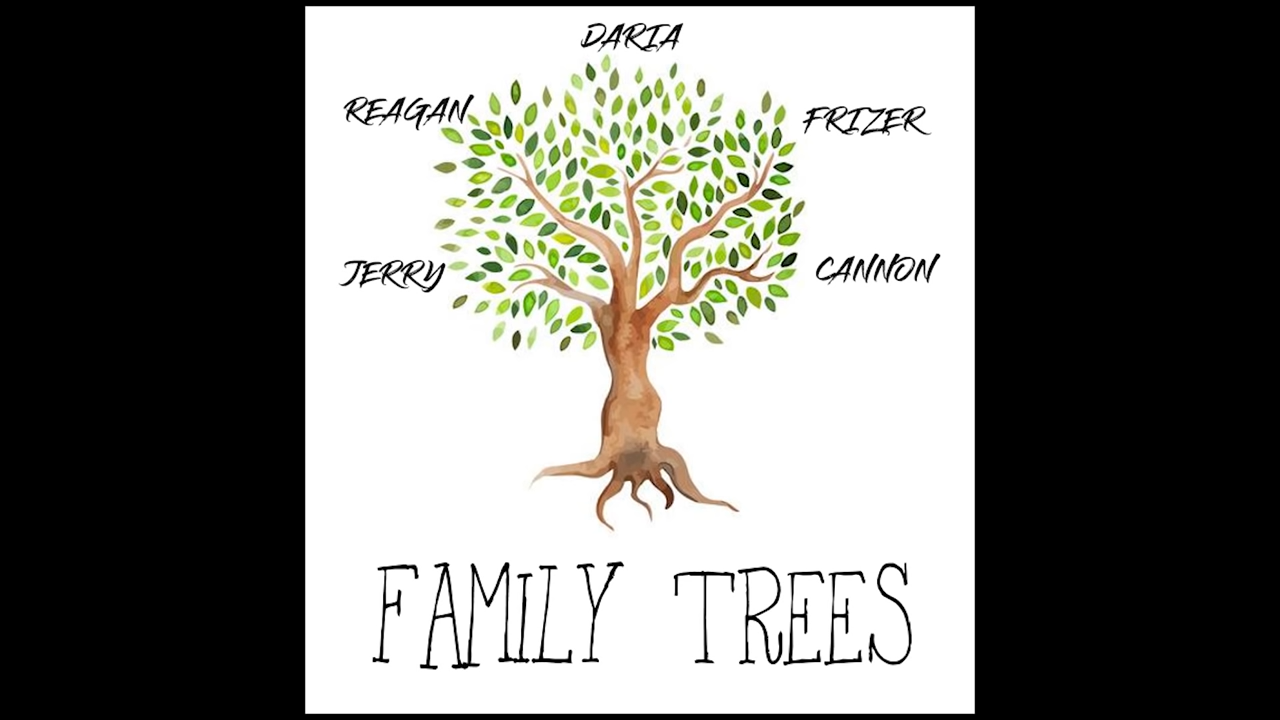 DARIA
REAGAN
FRIZER
JERRY
CANNON
FAMILY TREES